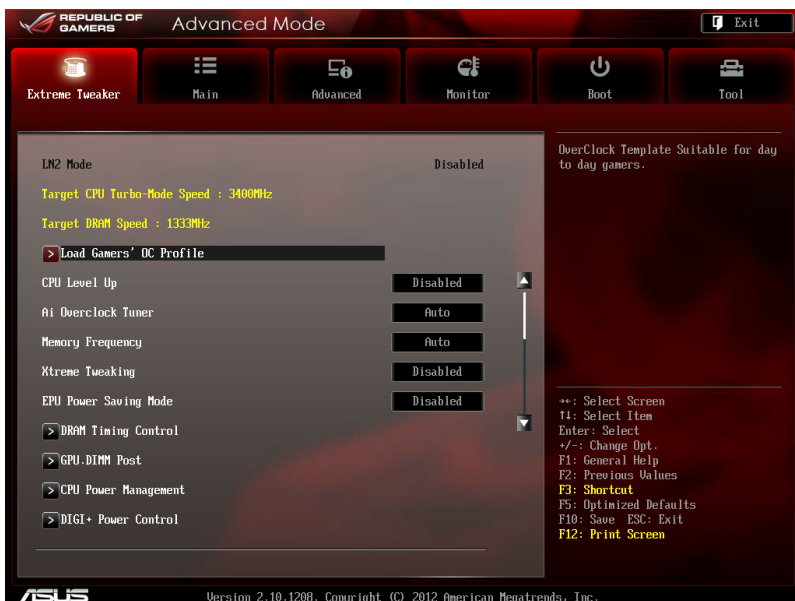 REPUBLIC OF
GAMERS
Advanced Mode
Exit
Extreme Tweaker
Main
Advanced
Monitor
Boot
Tool
LN2 Mode Disabled
Target CPU Turbo-Mode Speed : 3400MHz
Target DRAM Speed : 1333MHz
> Load Gamers' OC Profile
CPU Level Up Disabled
Ai Overclock Tuner Auto
Memory Frequency Auto
Xtreme Tweaking Disabled
EPU Power Saving Mode Disabled
> DRAM Timing Control
> GPU.DIMM Post
> CPU Power Management
> DIGI+ Power Control
OverClock Template Suitable for day
to day gamers.
→←: Select Screen
↑↓: Select Item
Enter: Select
+/-: Change Opt.
F1: General Help
F2: Previous Values
F3: Shortcut
F5: Optimized Defaults
F10: Save ESC: Exit
F12: Print Screen
ASUS
Version 2.10.1208. Copyright (C) 2012 American Megatrends, Inc.